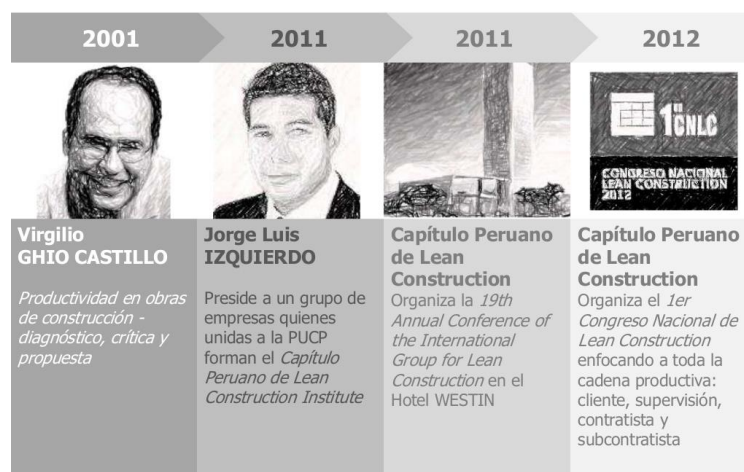 2001
2011
2011
2012
1ER
CNLC
CONGRESO NACIONAL
LEAN CONSTRUCTION
2012
Virgilio
GHIO CASTILLO
Productividad en obras
de construcción -
diagnóstico, crítica y
propuesta
Jorge Luis
IZQUIERDO
Preside a un grupo de
empresas quienes
unidas a la PUCP
forman el Capítulo
Peruano de Lean
Construction Institute
Capítulo Peruano
de Lean
Construction
Organiza la 19th
Annual Conference of
the International
Group for Lean
Construction en el
Hotel WESTIN
Capítulo Peruano
de Lean
Construction
Organiza el 1er
Congreso Nacional de
Lean Construction
enfocando a toda la
cadena productiva:
cliente, supervisión,
contratista y
subcontratista